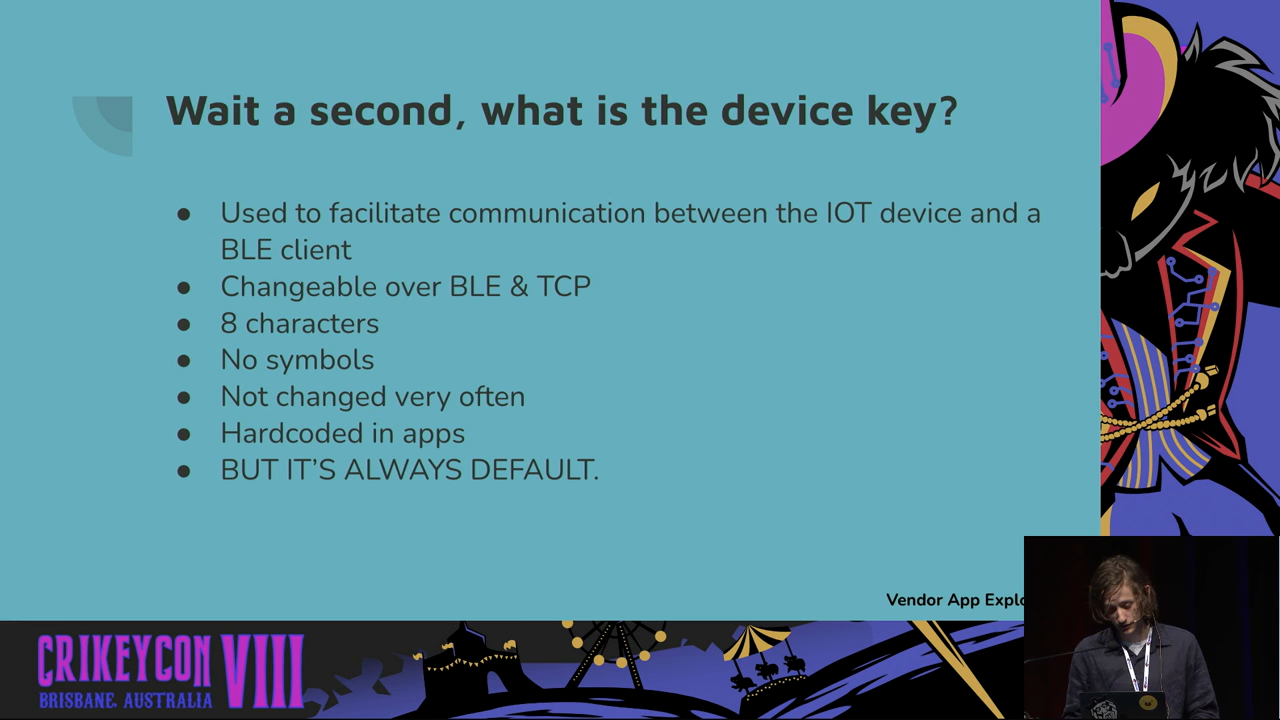 Wait a second, what is the device key?
● Used to facilitate communication between the IOT device and a
BLE client
● Changeable over BLE & TCP
● 8 characters
● No symbols
● Not changed very often
● Hardcoded in apps
● BUT IT’S ALWAYS DEFAULT.
Vendor App
CRIKEYCON VIII
BRISBANE, AUSTRALIA